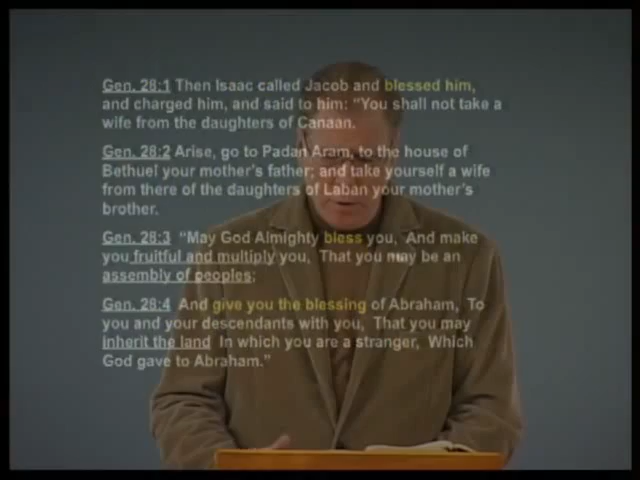 Gen. 28:1 Then Isaac called Jacob and blessed him,
and charged him, and said to him: “You shall not take a
wife from the daughters of Canaan.
Gen. 28:2 Arise, go to Padan Aram, to the house of
Bethuel your mother’s father; and take yourself a wife
from there of the daughters of Laban your mother’s
brother.
Gen. 28:3 “May God Almighty bless you, And make
you fruitful and multiply you, That you may be an
assembly of peoples;
Gen. 28:4 And give you the blessing of Abraham, To
you and your descendants with you, That you may
inherit the land In which you are a stranger, Which
God gave to Abraham.”